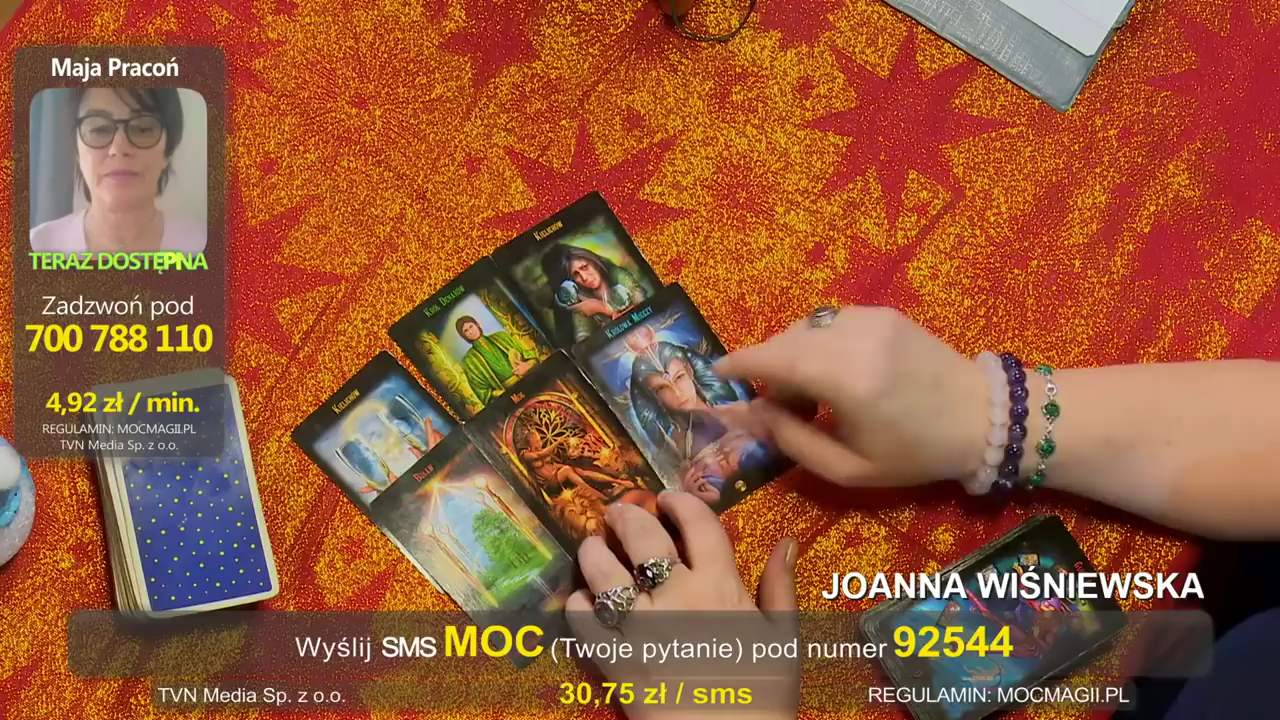 Maja Pracoń
TERAZ DOSTĘPNA
Zadzwoń pod
700 788 110
4,92 zł / min.
REGULAMIN: MOCMAGII.PL
TVN Media Sp. z o.o.
KIELICHÓW
KRÓL DENARÓW
KRÓLOWA MIECZY
KIELICHÓW
MOC
BUŁAW
JOANNA WIŚNIEWSKA
Wyślij SMS MOC (Twoje pytanie) pod numer 92544
TVN Media Sp. z o.o. 30,75 zł / sms REGULAMIN: MOCMAGII.PL